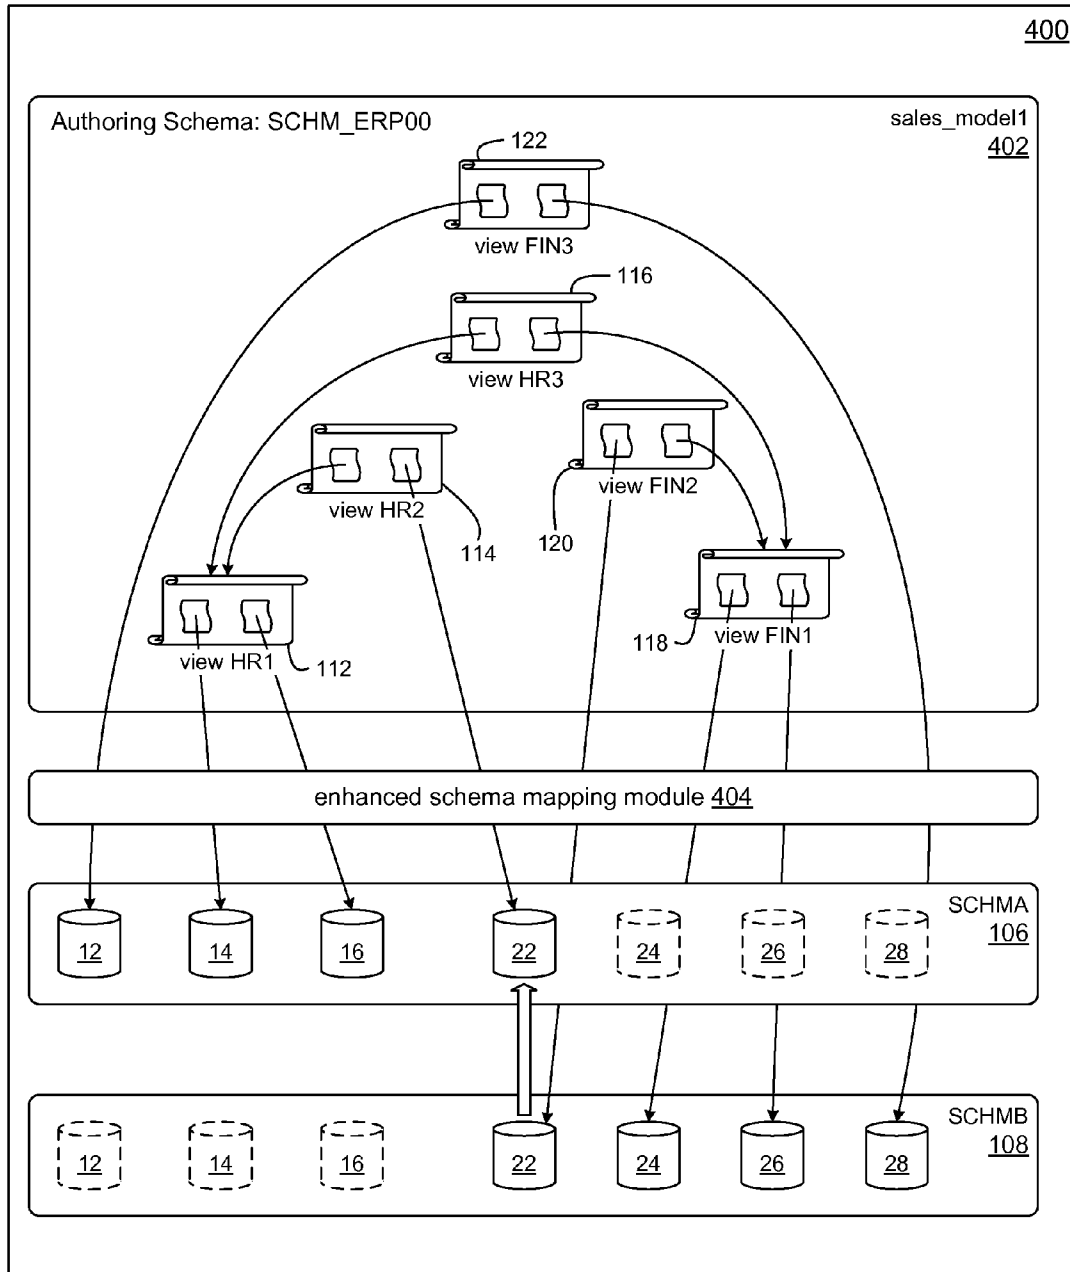 400
Authoring Schema: SCHM_ERP00
sales_model1
402
122
view FIN3
116
view HR3
view HR2
114
view FIN2
120
view HR1
112
118
view FIN1
enhanced schema mapping module 404
SCHMA
106
12 14 16 22 24 26 28
SCHMB
108
12 14 16 22 24 26 28